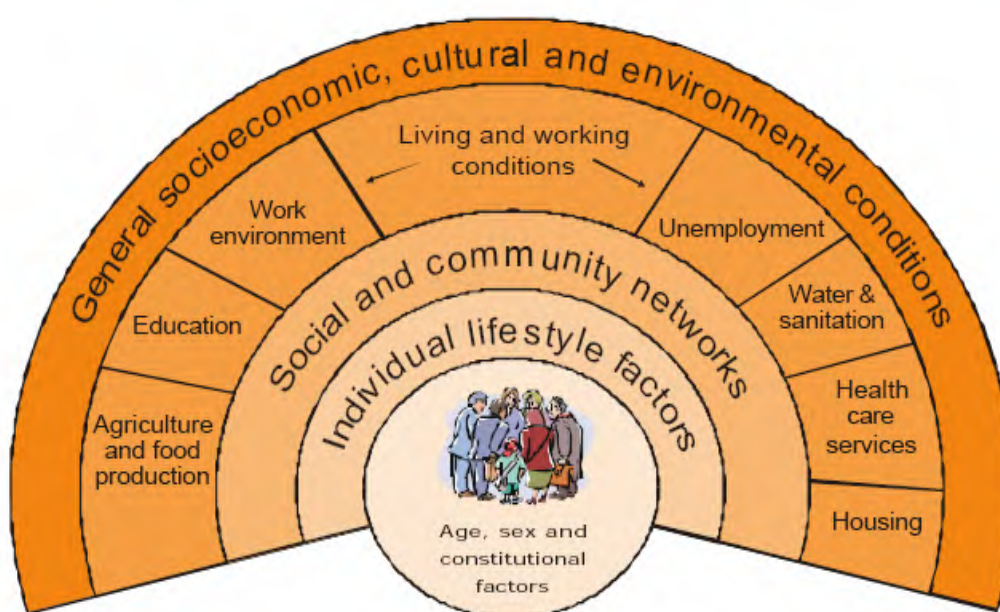 General socioeconomic, cultural and environmental conditions
Living and working
conditions
Work
environment
Unemployment
Education
Water &
sanitation
Agriculture
and food
production
Health
care
services
Housing
Social and community networks
Individual lifestyle factors
Age, sex and
constitutional
factors